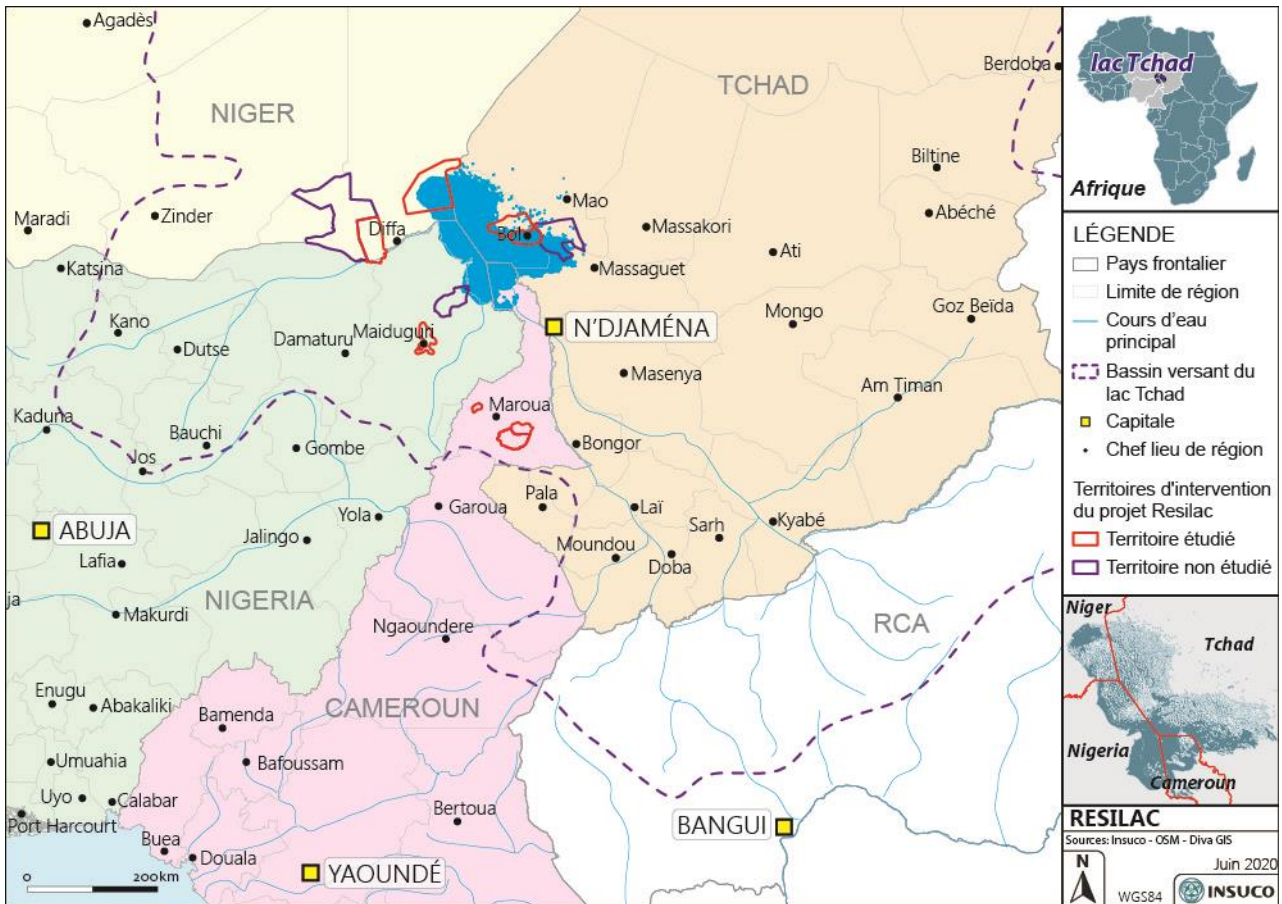 Agadès
NIGER
TCHAD
Berdoba
Biltine
Abéché
Mao
Massakori
Ati
Maradi
Zinder
Diffa
Bol
Massaguet
Katsina
Kano
Dutse
Damaturu
Maiduguri
N'DJAMÉNA
Mongo
Goz Beïda
Masenya
Am Timan
Maroua
Kaduna
Bauchi
Jos
Gombe
Bongor
Garoua
Pala
Laï
Sarh
Kyabé
Moundou
Doba
ABUJA
Yola
Jalingo
Lafia
NIGERIA
ja
Makurdi
Ngaoundere
RCA
CAMEROUN
Enugu
Abakaliki
Bamenda
Umuahia
Bafoussam
Uyo
Calabar
Port Harcourt
Buea
Douala
Bertoua
BANGUI
YAOUNDÉ
0 200km
lac Tchad
Afrique
LÉGENDE
Pays frontalier
Limite de région
Cours d'eau
principal
Bassin versant du
lac Tchad
Capitale
Chef lieu de région
Territoires d'intervention
du projet Resilac
Territoire étudié
Territoire non étudié
Niger
Tchad
Nigeria
Cameroun
RESILAC
Sources: Insuco - OSM - Diva GIS
Juin 2020
N
WGS84
INSUCO